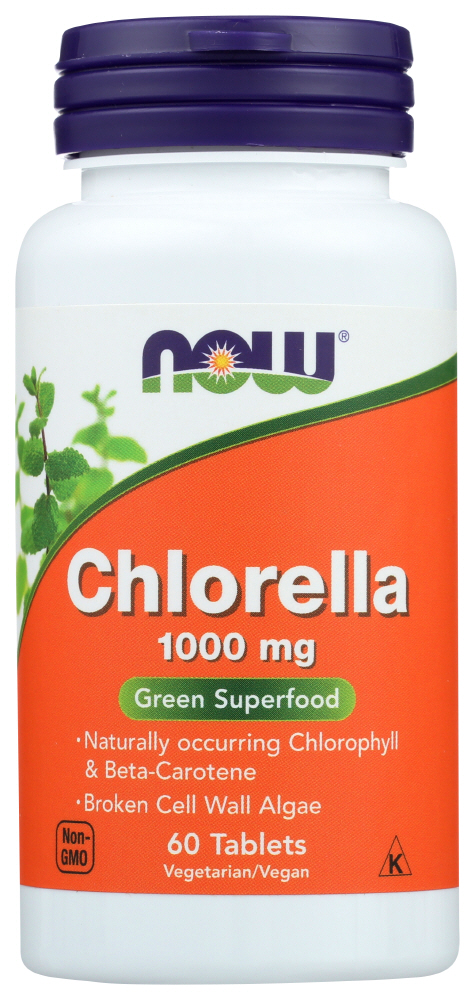 NOW®
Chlorella
1000 mg
Green Superfood
·Naturally occurring Chlorophyll
& Beta-Carotene
·Broken Cell Wall Algae
60 Tablets
Vegetarian/Vegan
Non-
GMO
K